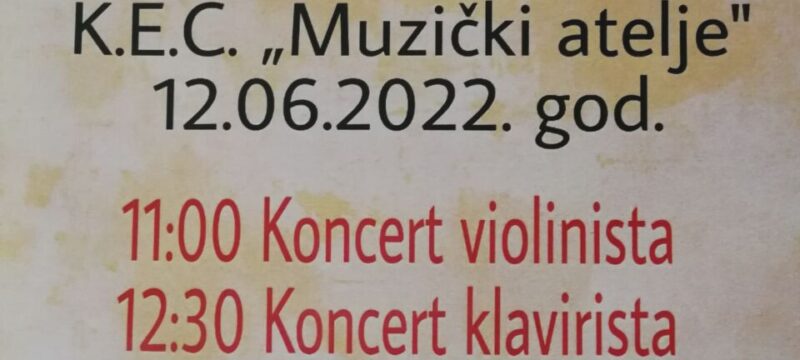 K.E.C. „Muzički atelje"
12.06.2022. god.
11:00 Koncert violinista
12:30 Koncert klavirista